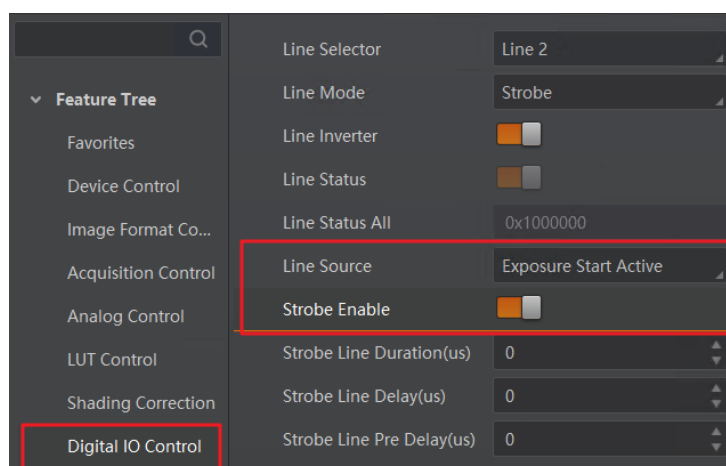 Feature Tree
Favorites
Device Control
Image Format Co...
Acquisition Control
Analog Control
LUT Control
Shading Correction
Digital IO Control
Line Selector Line 2
Line Mode Strobe
Line Inverter
Line Status
Line Status All 0x1000000
Line Source Exposure Start Active
Strobe Enable
Strobe Line Duration(us) 0
Strobe Line Delay(us) 0
Strobe Line Pre Delay(us) 0